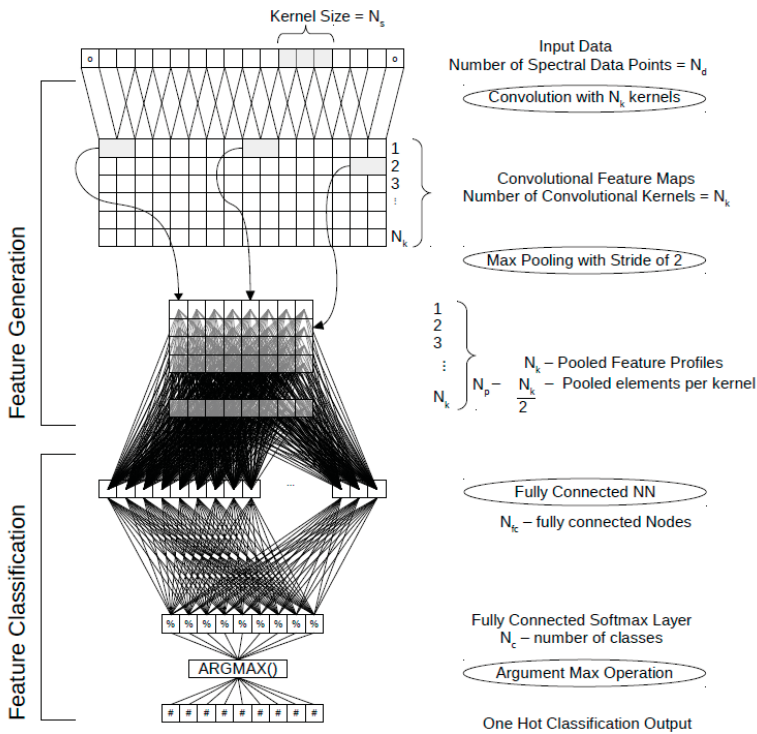 Kernel Size = Ns
Input Data
Number of Spectral Data Points = Nd
o o
Convolution with Nk kernels
1
2
3
⋮
Nk
Convolutional Feature Maps
Number of Convolutional Kernels = Nk
Max Pooling with Stride of 2
Feature Generation
1
2
3
⋮
Nk
Nk – Pooled Feature Profiles
Np – Nk – Pooled elements per kernel
2
...
Fully Connected NN
Nfc – fully connected Nodes
Feature Classification
Fully Connected Softmax Layer
Nc – number of classes
% % % % % % % % %
ARGMAX()
Argument Max Operation
# # # # # # # # #
One Hot Classification Output